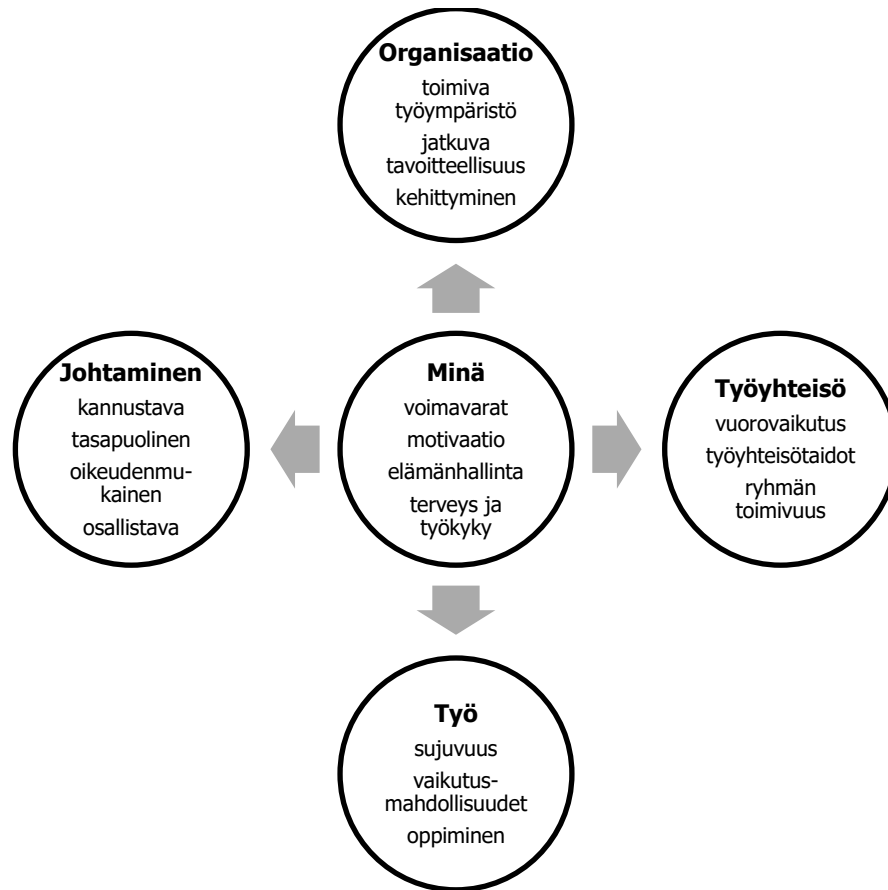 Organisaatio
toimiva
työympäristö
jatkuva
tavoitteellisuus
kehittyminen
Johtaminen
kannustava
tasapuolinen
oikeudenmu-
kainen
osallistava
Minä
voimavarat
motivaatio
elämänhallinta
terveys ja
työkyky
Työyhteisö
vuorovaikutus
työyhteisötaidot
ryhmän
toimivuus
Työ
sujuvuus
vaikutus-
mahdollisuudet
oppiminen